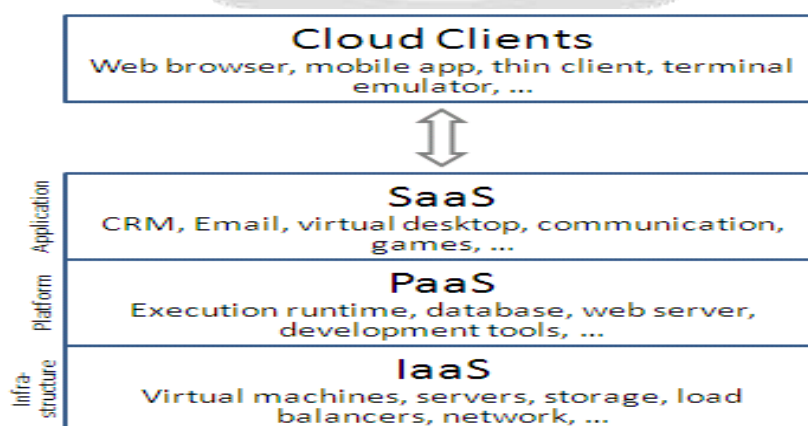 Cloud Clients
Web browser, mobile app, thin client, terminal
emulator, ...
Application
SaaS
CRM, Email, virtual desktop, communication,
games, ...
Platform
PaaS
Execution runtime, database, web server,
development tools, ...
Infra-
structure
IaaS
Virtual machines, servers, storage, load
balancers, network, ...